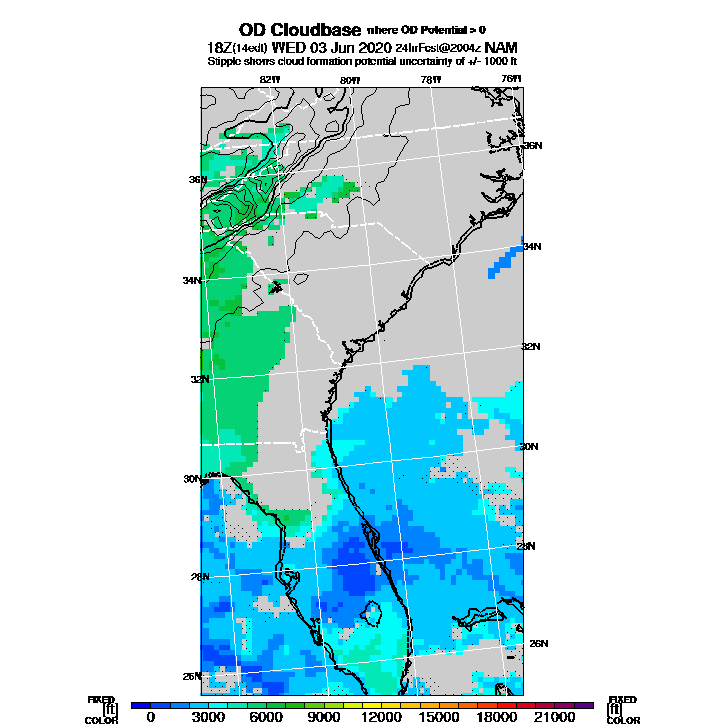 OD Cloudbase where OD Potential > 0
18Z(14edt) WED 03 Jun 2020 24hrFcst@2004z NAM
Stipple shows cloud formation potential uncertainty of +/- 1000 ft
82W 80W 78W 76W
36N
36N
34N
34N
32N
32N
30N
30N
28N
28N
26N
26N
FIXED [ft] COLOR 0 3000 6000 9000 12000 15000 18000 21000 FIXED [ft] COLOR